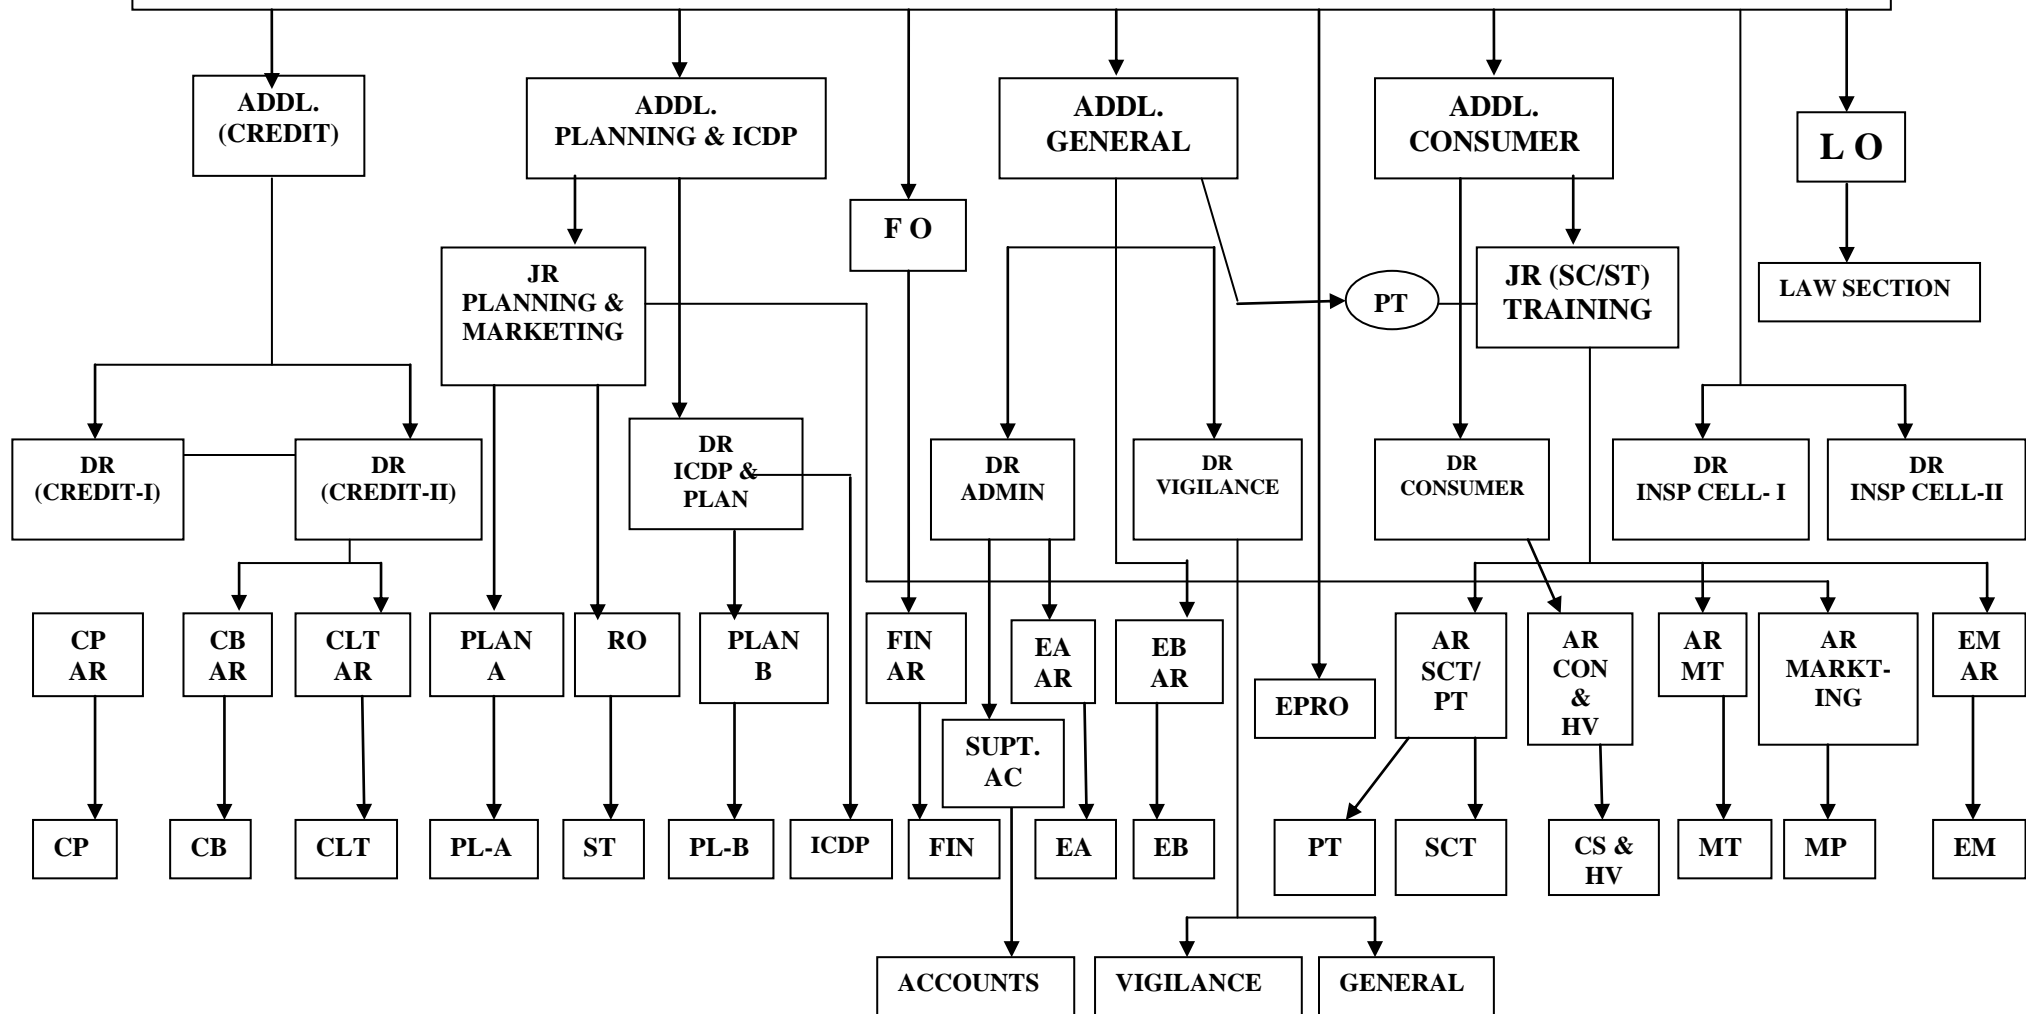 ADDL.
(CREDIT)
ADDL.
PLANNING & ICDP
ADDL.
GENERAL
ADDL.
CONSUMER
L O
F O
JR
PLANNING &
MARKETING
PT
JR (SC/ST)
TRAINING
LAW SECTION
DR
(CREDIT-I)
DR
(CREDIT-II)
DR
ICDP &
PLAN
DR
ADMIN
DR
VIGILANCE
DR
CONSUMER
DR
INSP CELL- I
DR
INSP CELL-II
CP
AR
CB
AR
CLT
AR
PLAN
A
RO
PLAN
B
FIN
AR
EA
AR
EB
AR
EPRO
AR
SCT/
PT
AR
CON
&
HV
AR
MT
AR
MARKT-
ING
EM
AR
SUPT.
AC
CP
CB
CLT
PL-A
ST
PL-B
ICDP
FIN
EA
EB
PT
SCT
CS &
HV
MT
MP
EM
ACCOUNTS
VIGILANCE
GENERAL